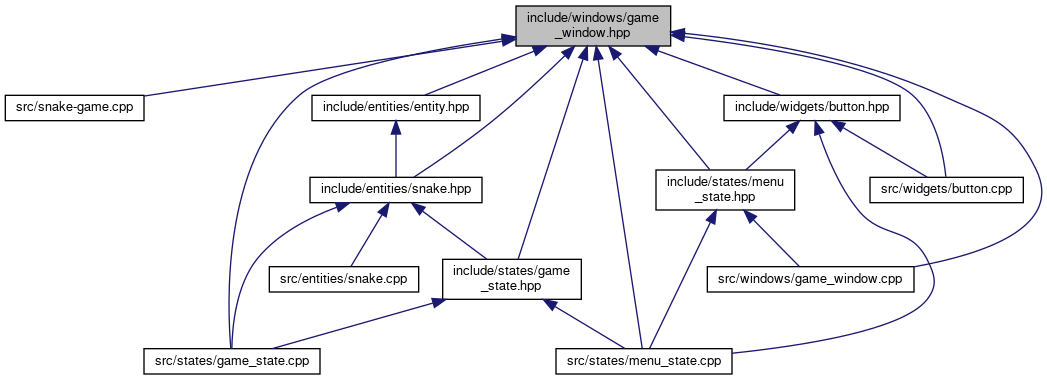 include/windows/game
_window.hpp
src/snake-game.cpp
include/entities/entity.hpp
include/widgets/button.hpp
include/entities/snake.hpp
include/states/menu
_state.hpp
src/widgets/button.cpp
src/entities/snake.cpp
include/states/game
_state.hpp
src/windows/game_window.cpp
src/states/game_state.cpp
src/states/menu_state.cpp